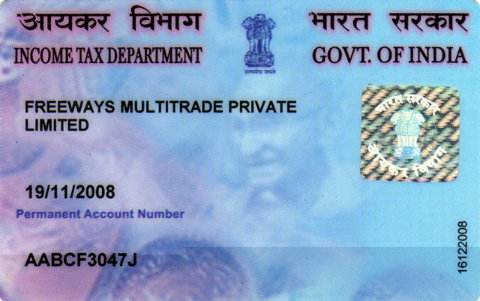 आयकर विभाग
भारत सरकार
INCOME TAX DEPARTMENT
GOVT. OF INDIA
सत्यमेव जयते
FREEWAYS MULTITRADE PRIVATE
LIMITED
भारत सरकार
आयकर विभाग
19/11/2008
Permanent Account Number
AABCF3047J
16122008